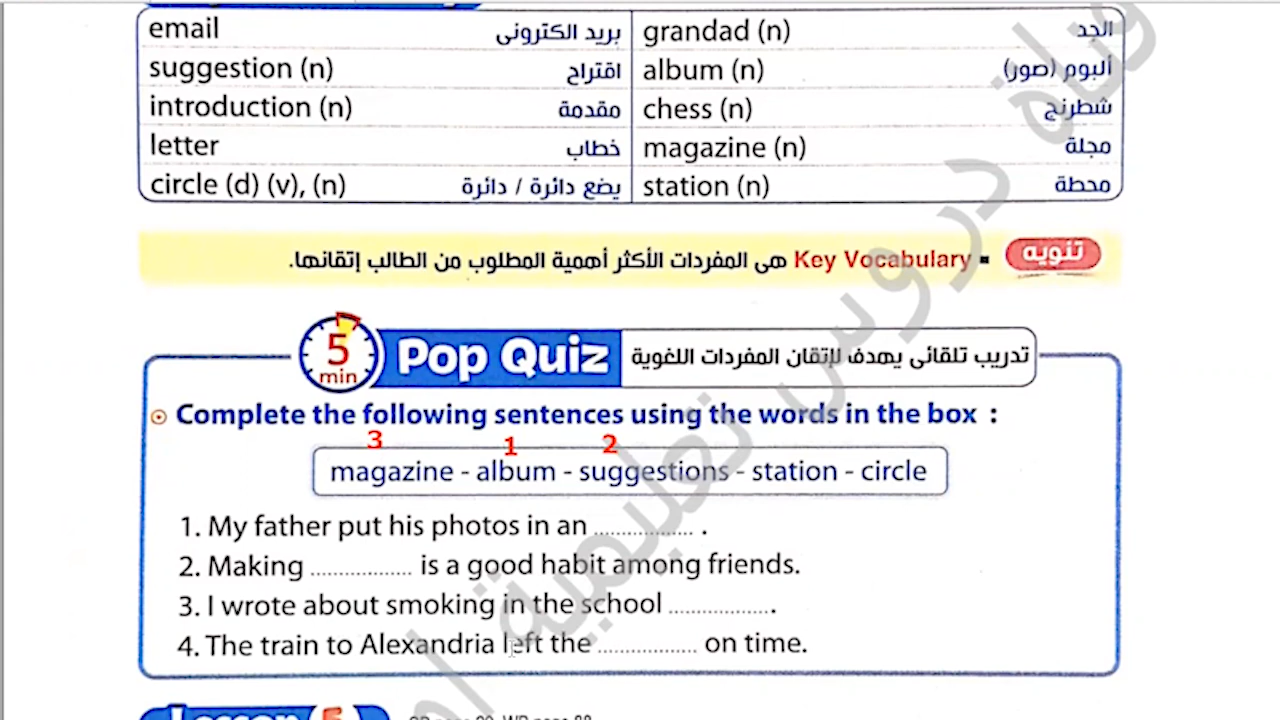 email بريد الكترونى grandad (n) الجد
suggestion (n) اقتراح album (n) ألبوم (صور)
introduction (n) مقدمة chess (n) شطرنج
letter خطاب magazine (n) مجلة
circle (d) (v), (n) يضع دائرة / دائرة station (n) محطة
تنويه ▪ Key Vocabulary هى المفردات الأكثر أهمية المطلوب من الطالب إتقانها.
5 min Pop Quiz تدريب تلقائى يهدف لإتقان المفردات اللغوية
Complete the following sentences using the words in the box :
3 1 2
magazine - album - suggestions - station - circle
1. My father put his photos in an ................. .
2. Making ................. is a good habit among friends.
3. I wrote about smoking in the school .................
4. The train to Alexandria left the ................. on time.
Lesson 5
دروس تعليمية